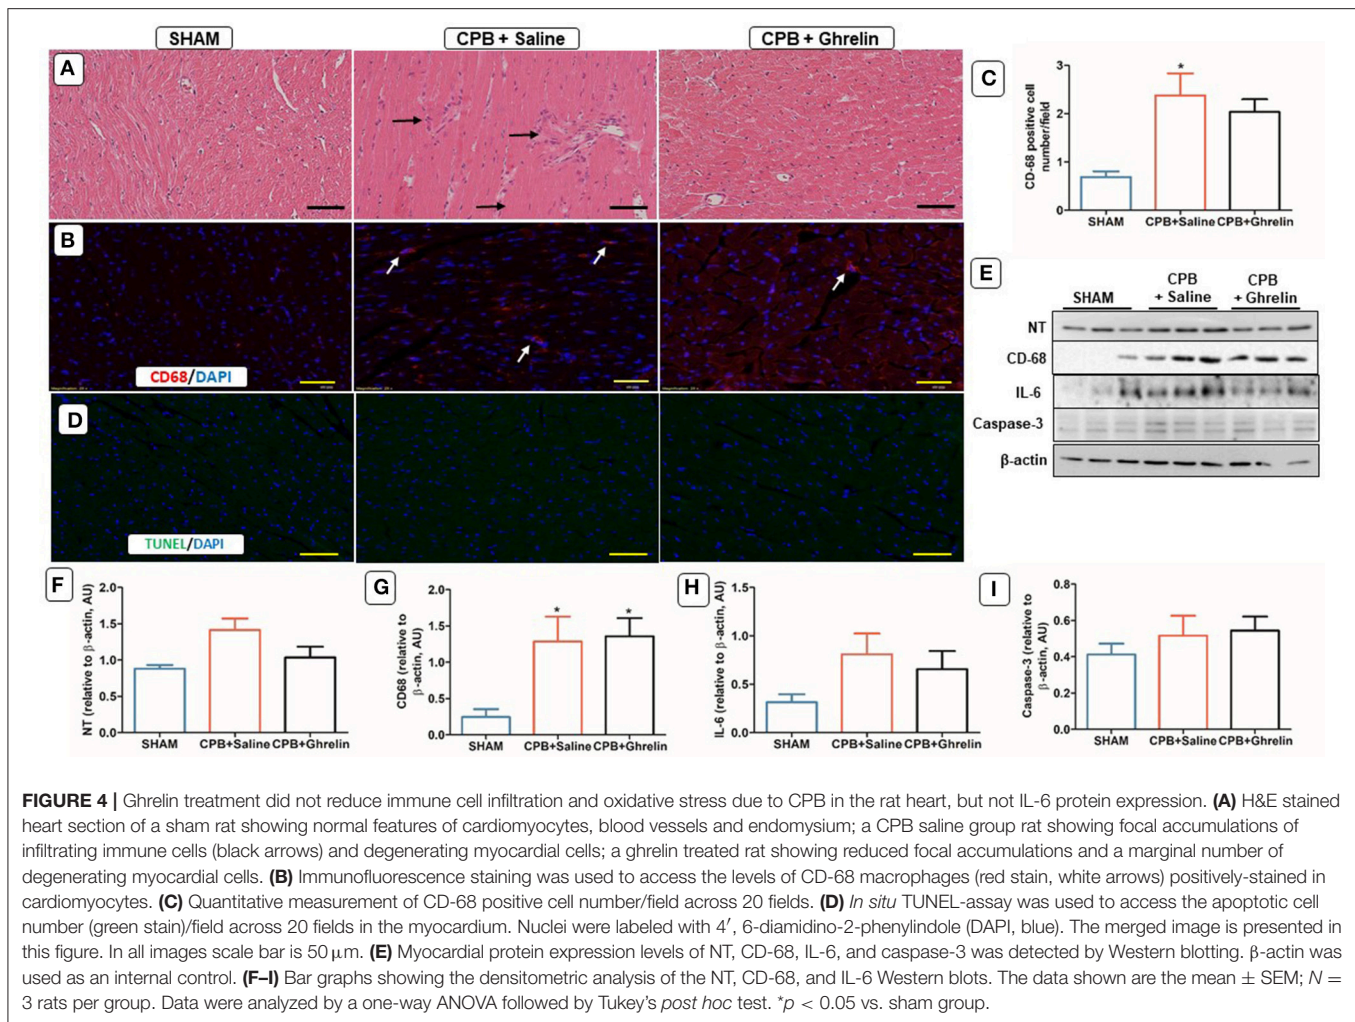 SHAM
CPB + Saline
CPB + Ghrelin
A
B
CD68/DAPI
D
TUNEL/DAPI
C
CD-68 positive cell
number/field
3
2
1
0
SHAM
CPB+Saline
CPB+Ghrelin
*
E
SHAM
CPB
+ Saline
CPB
+ Ghrelin
NT
CD-68
IL-6
Caspase-3
β-actin
F
NT (relative to β-actin, AU)
2.0
1.5
1.0
0.5
0.0
SHAM
CPB+Saline
CPB+Ghrelin
G
CD68 (relative to
β-actin, AU)
2.0
1.5
1.0
0.5
0.0
*
*
SHAM
CPB+Saline
CPB+Ghrelin
H
IL-6 (relative to β-actin, AU)
1.5
1.0
0.5
0.0
SHAM
CPB+Saline
CPB+Ghrelin
I
Caspase-3 (relative to
β-actin, AU)
0.8
0.6
0.4
0.2
0.0
SHAM
CPB+Saline
CPB+Ghrelin
FIGURE 4 | Ghrelin treatment did not reduce immune cell infiltration and oxidative stress due to CPB in the rat heart, but not IL-6 protein expression. (A) H&E stained
heart section of a sham rat showing normal features of cardiomyocytes, blood vessels and endomysium; a CPB saline group rat showing focal accumulations of
infiltrating immune cells (black arrows) and degenerating myocardial cells; a ghrelin treated rat showing reduced focal accumulations and a marginal number of
degenerating myocardial cells. (B) Immunofluorescence staining was used to access the levels of CD-68 macrophages (red stain, white arrows) positively-stained in
cardiomyocytes. (C) Quantitative measurement of CD-68 positive cell number/field across 20 fields. (D) In situ TUNEL-assay was used to access the apoptotic cell
number (green stain)/field across 20 fields in the myocardium. Nuclei were labeled with 4′, 6-diamidino-2-phenylindole (DAPI, blue). The merged image is presented in
this figure. In all images scale bar is 50 μm. (E) Myocardial protein expression levels of NT, CD-68, IL-6, and caspase-3 was detected by Western blotting. β-actin was
used as an internal control. (F–I) Bar graphs showing the densitometric analysis of the NT, CD-68, and IL-6 Western blots. The data shown are the mean ± SEM; N =
3 rats per group. Data were analyzed by a one-way ANOVA followed by Tukey's post hoc test. *p < 0.05 vs. sham group.